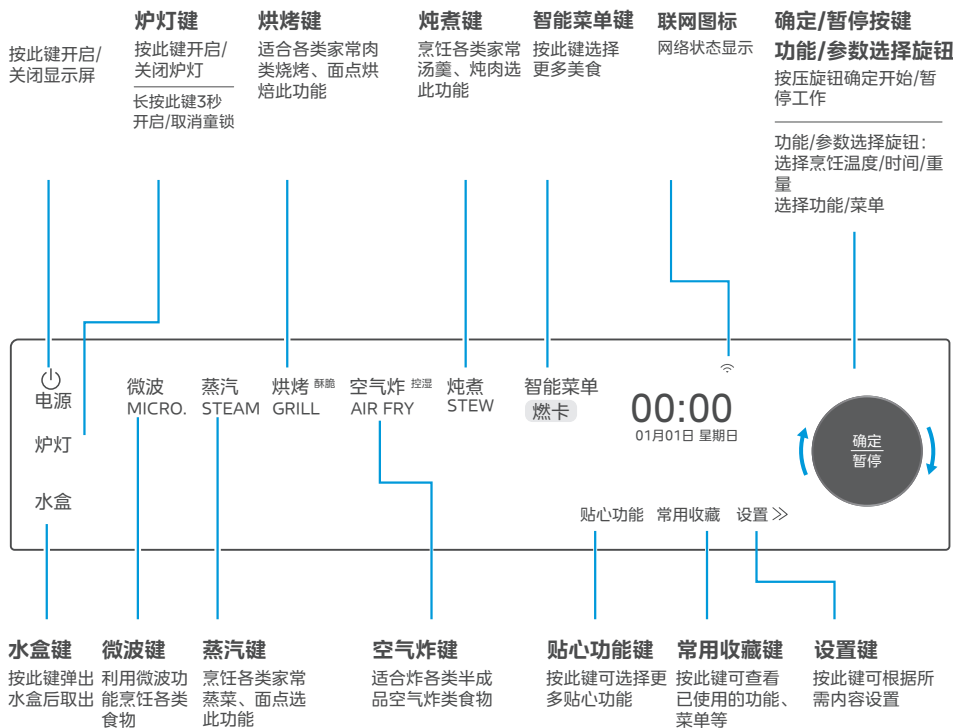 按此键开启/
关闭显示屏
炉灯键
按此键开启/
关闭炉灯
长按此键3秒
开启/取消童锁
烘烤键
适合各类家常肉
类烧烤、面点烘
焙此功能
炖煮键
烹饪各类家常
汤羹、炖肉选
此功能
智能菜单键
按此键选择
更多美食
联网图标
网络状态显示
确定/暂停按键
功能/参数选择旋钮
按压旋钮确定开始/暂
停工作
功能/参数选择旋钮：
选择烹饪温度/时间/重
量
选择功能/菜单
电源
炉灯
水盒
微波
MICRO.
蒸汽
STEAM
烘烤 酥脆
GRILL
空气炸 控湿
AIR FRY
炖煮
STEW
智能菜单
燃卡
00:00
01月01日 星期日
确定
暂停
贴心功能 常用收藏 设置
水盒键
按此键弹出
水盒后取出
微波键
利用微波功
能烹饪各类
食物
蒸汽键
烹饪各类家常
蒸菜、面点选
此功能
空气炸键
适合炸各类半成
品空气炸类食物
贴心功能键
按此键可选择更
多贴心功能
常用收藏键
按此键可查看
已使用的功能、
菜单等
设置键
按此键可根据所
需内容设置